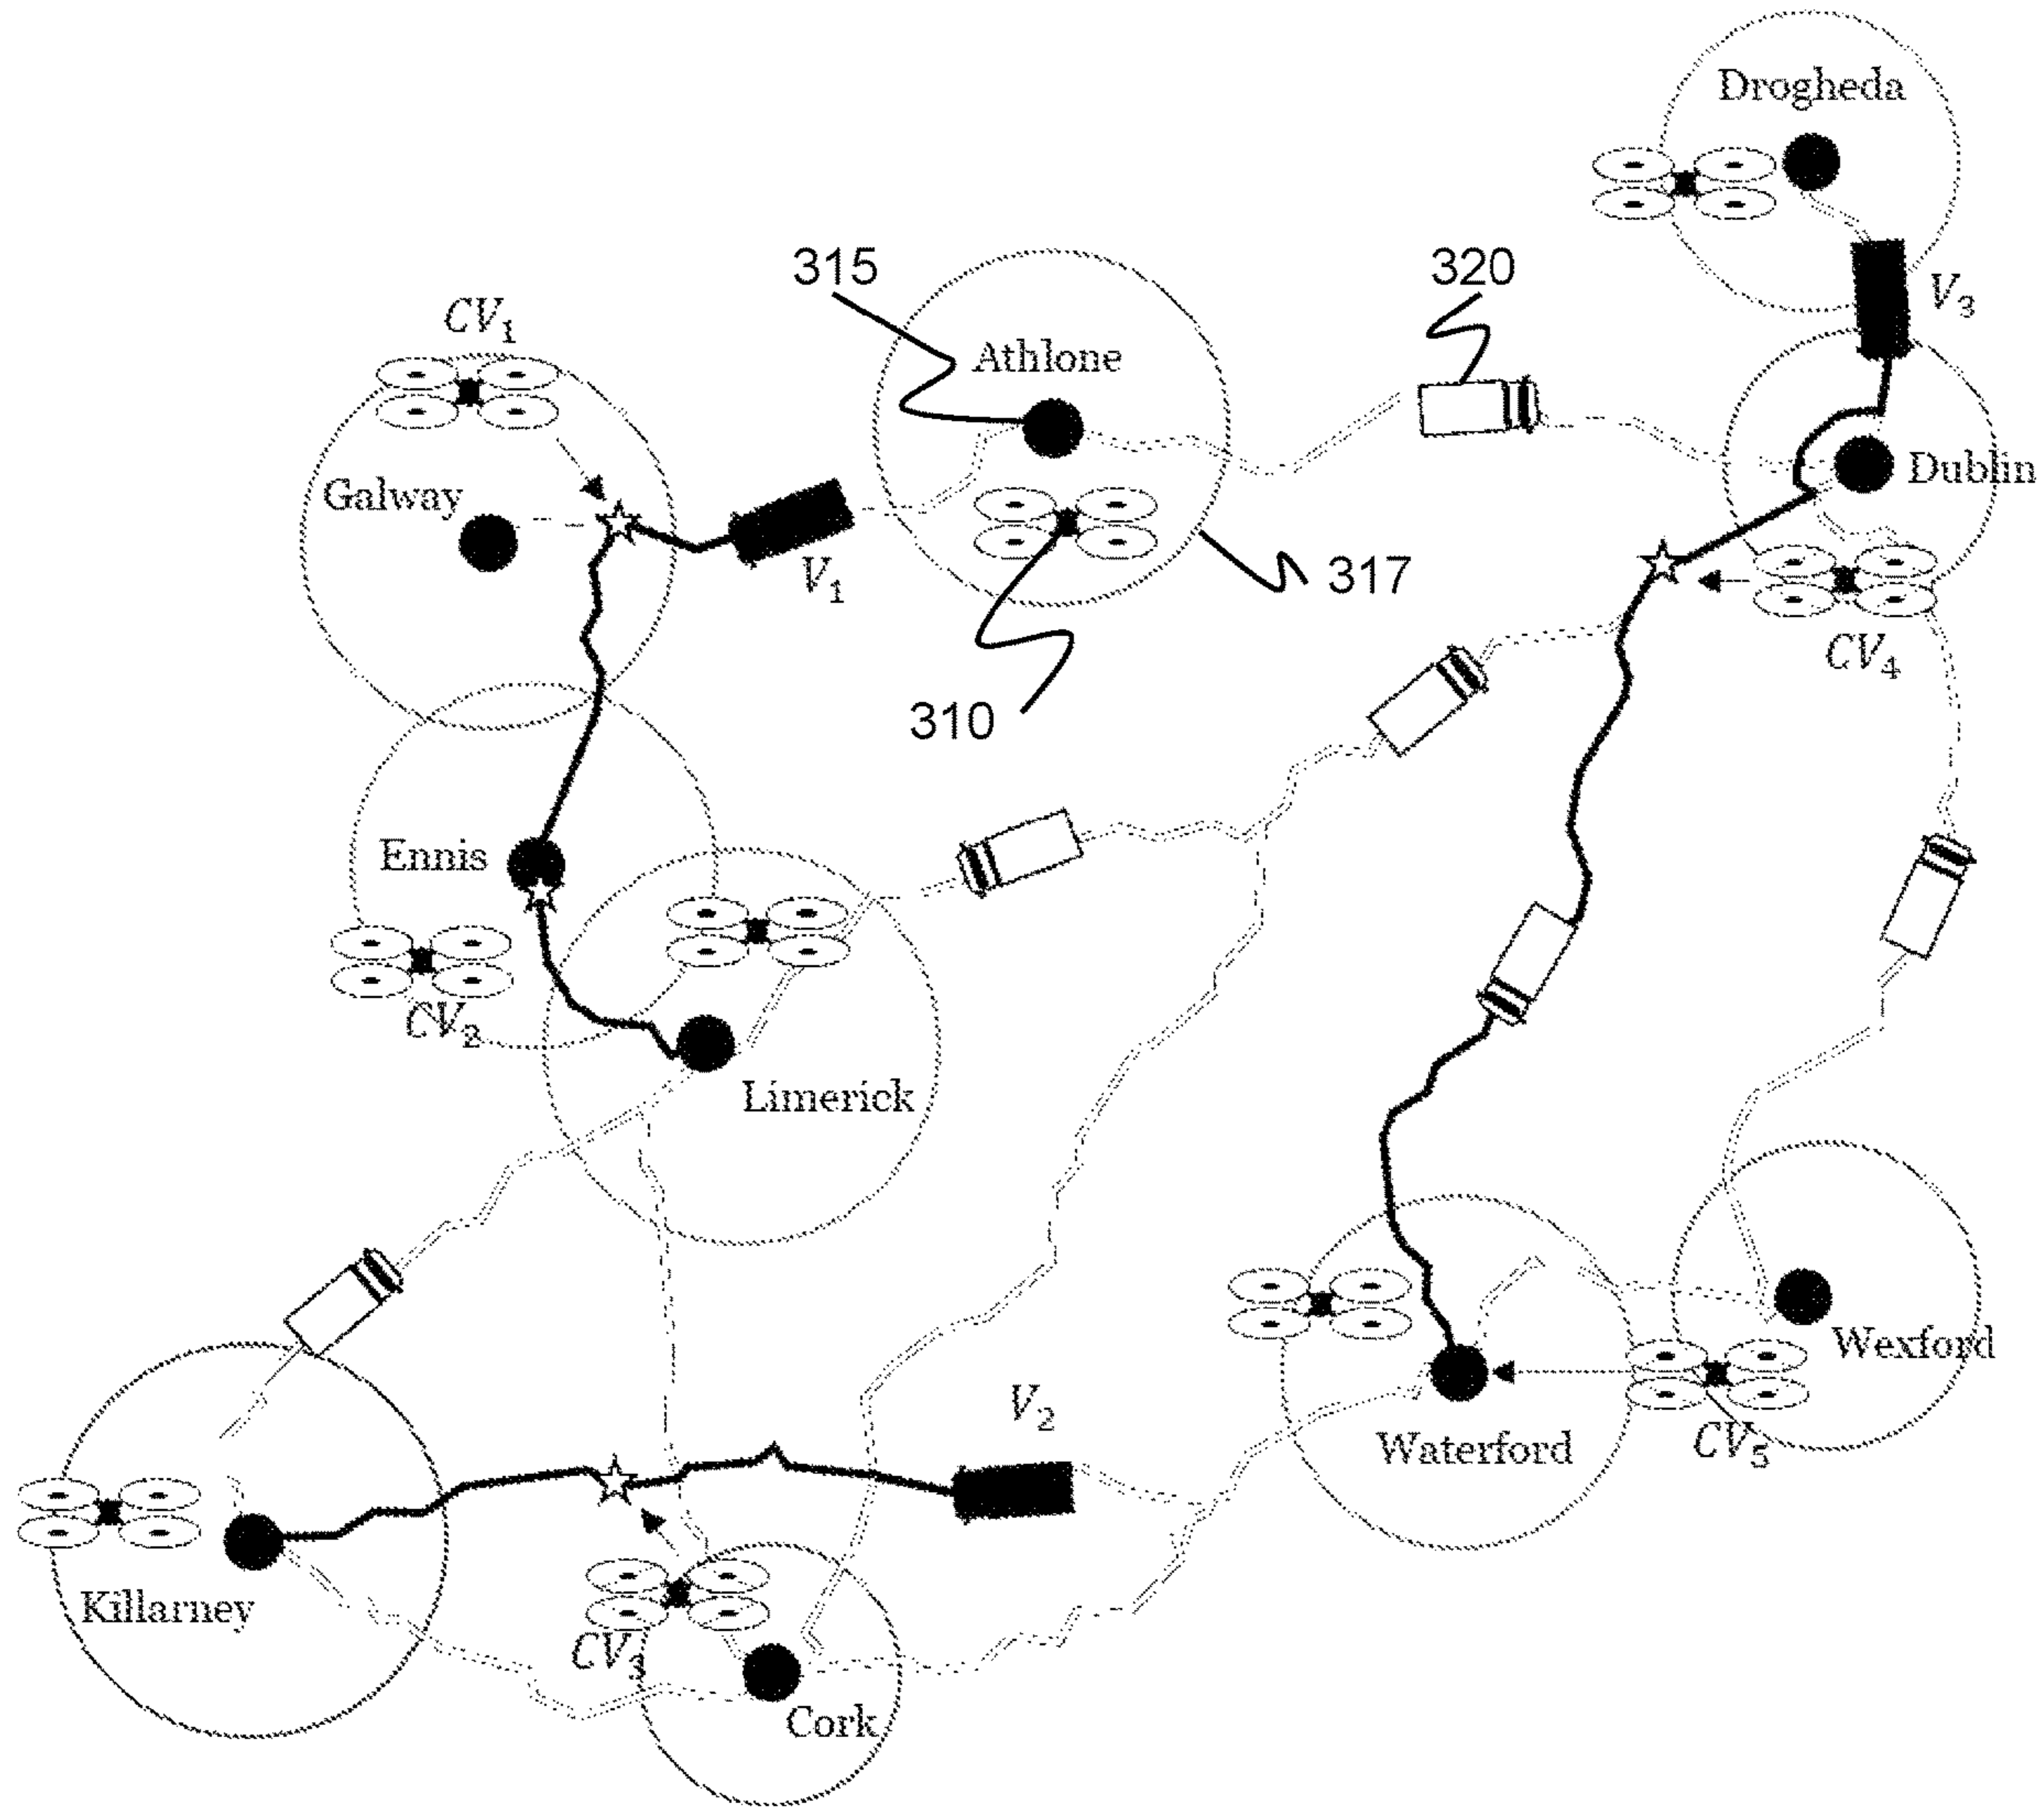 Drogheda
315
320
V3
CV1
Athlone
Galway
Dublin
V1
317
CV4
310
Ennis
CV2
Limerick
Wexford
V2
Waterford
CV5
Killarney
CV3
Cork